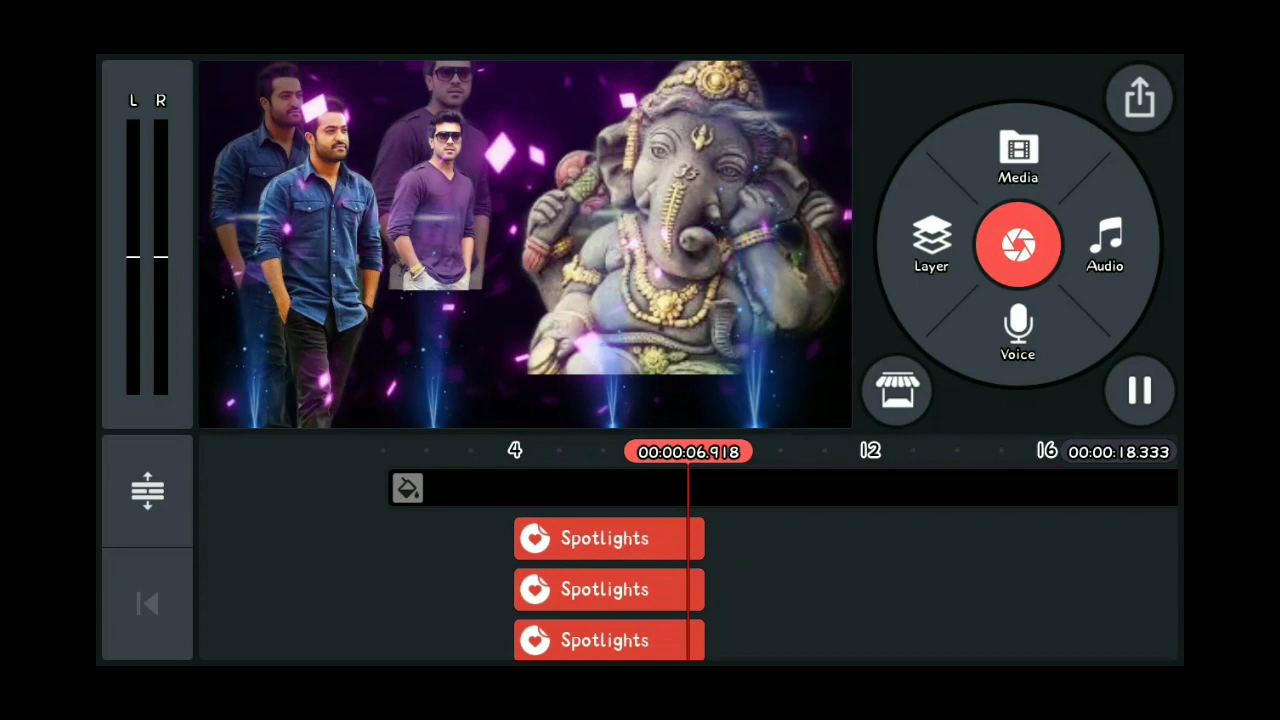 L R
Media
Layer
Audio
Voice
4 00:00:06.918 12 16 00:00:18.333
Spotlights
Spotlights
Spotlights